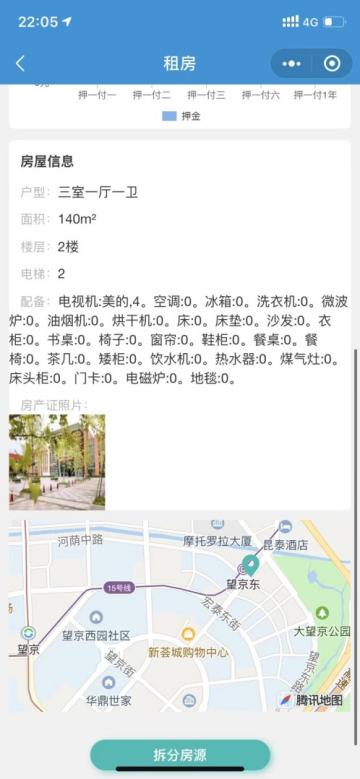 22:05
4G
租房
押一付一 押一付二 押一付三 押一付六 押一付1年
押金
房屋信息
户型： 三室一厅一卫
面积： 140m²
楼层： 2楼
电梯： 2
配备： 电视机:美的,4。空调:0。冰箱:0。洗衣机:0。微波
炉:0。油烟机:0。烘干机:0。床:0。床垫:0。沙发:0。衣
柜:0。书桌:0。椅子:0。窗帘:0。鞋柜:0。餐桌:0。餐
椅:0。茶几:0。矮柜:0。饮水机:0。热水器:0。煤气灶:0。
床头柜:0。门卡:0。电磁炉:0。地毯:0。
房产证照片：
河荫中路
摩托罗拉大厦
昆泰酒店
望京东
15号线
宏泰东街
望京西园社区
大望京公园
望京
新荟城购物中心
望京街
望京东路
华鼎世家
腾讯地图
拆分房源